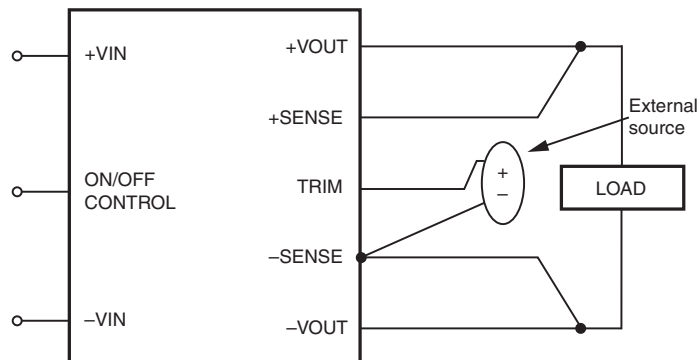 +VIN
+VOUT
+SENSE
External
source
ON/OFF
CONTROL
TRIM
+
–
LOAD
–SENSE
–VIN
–VOUT